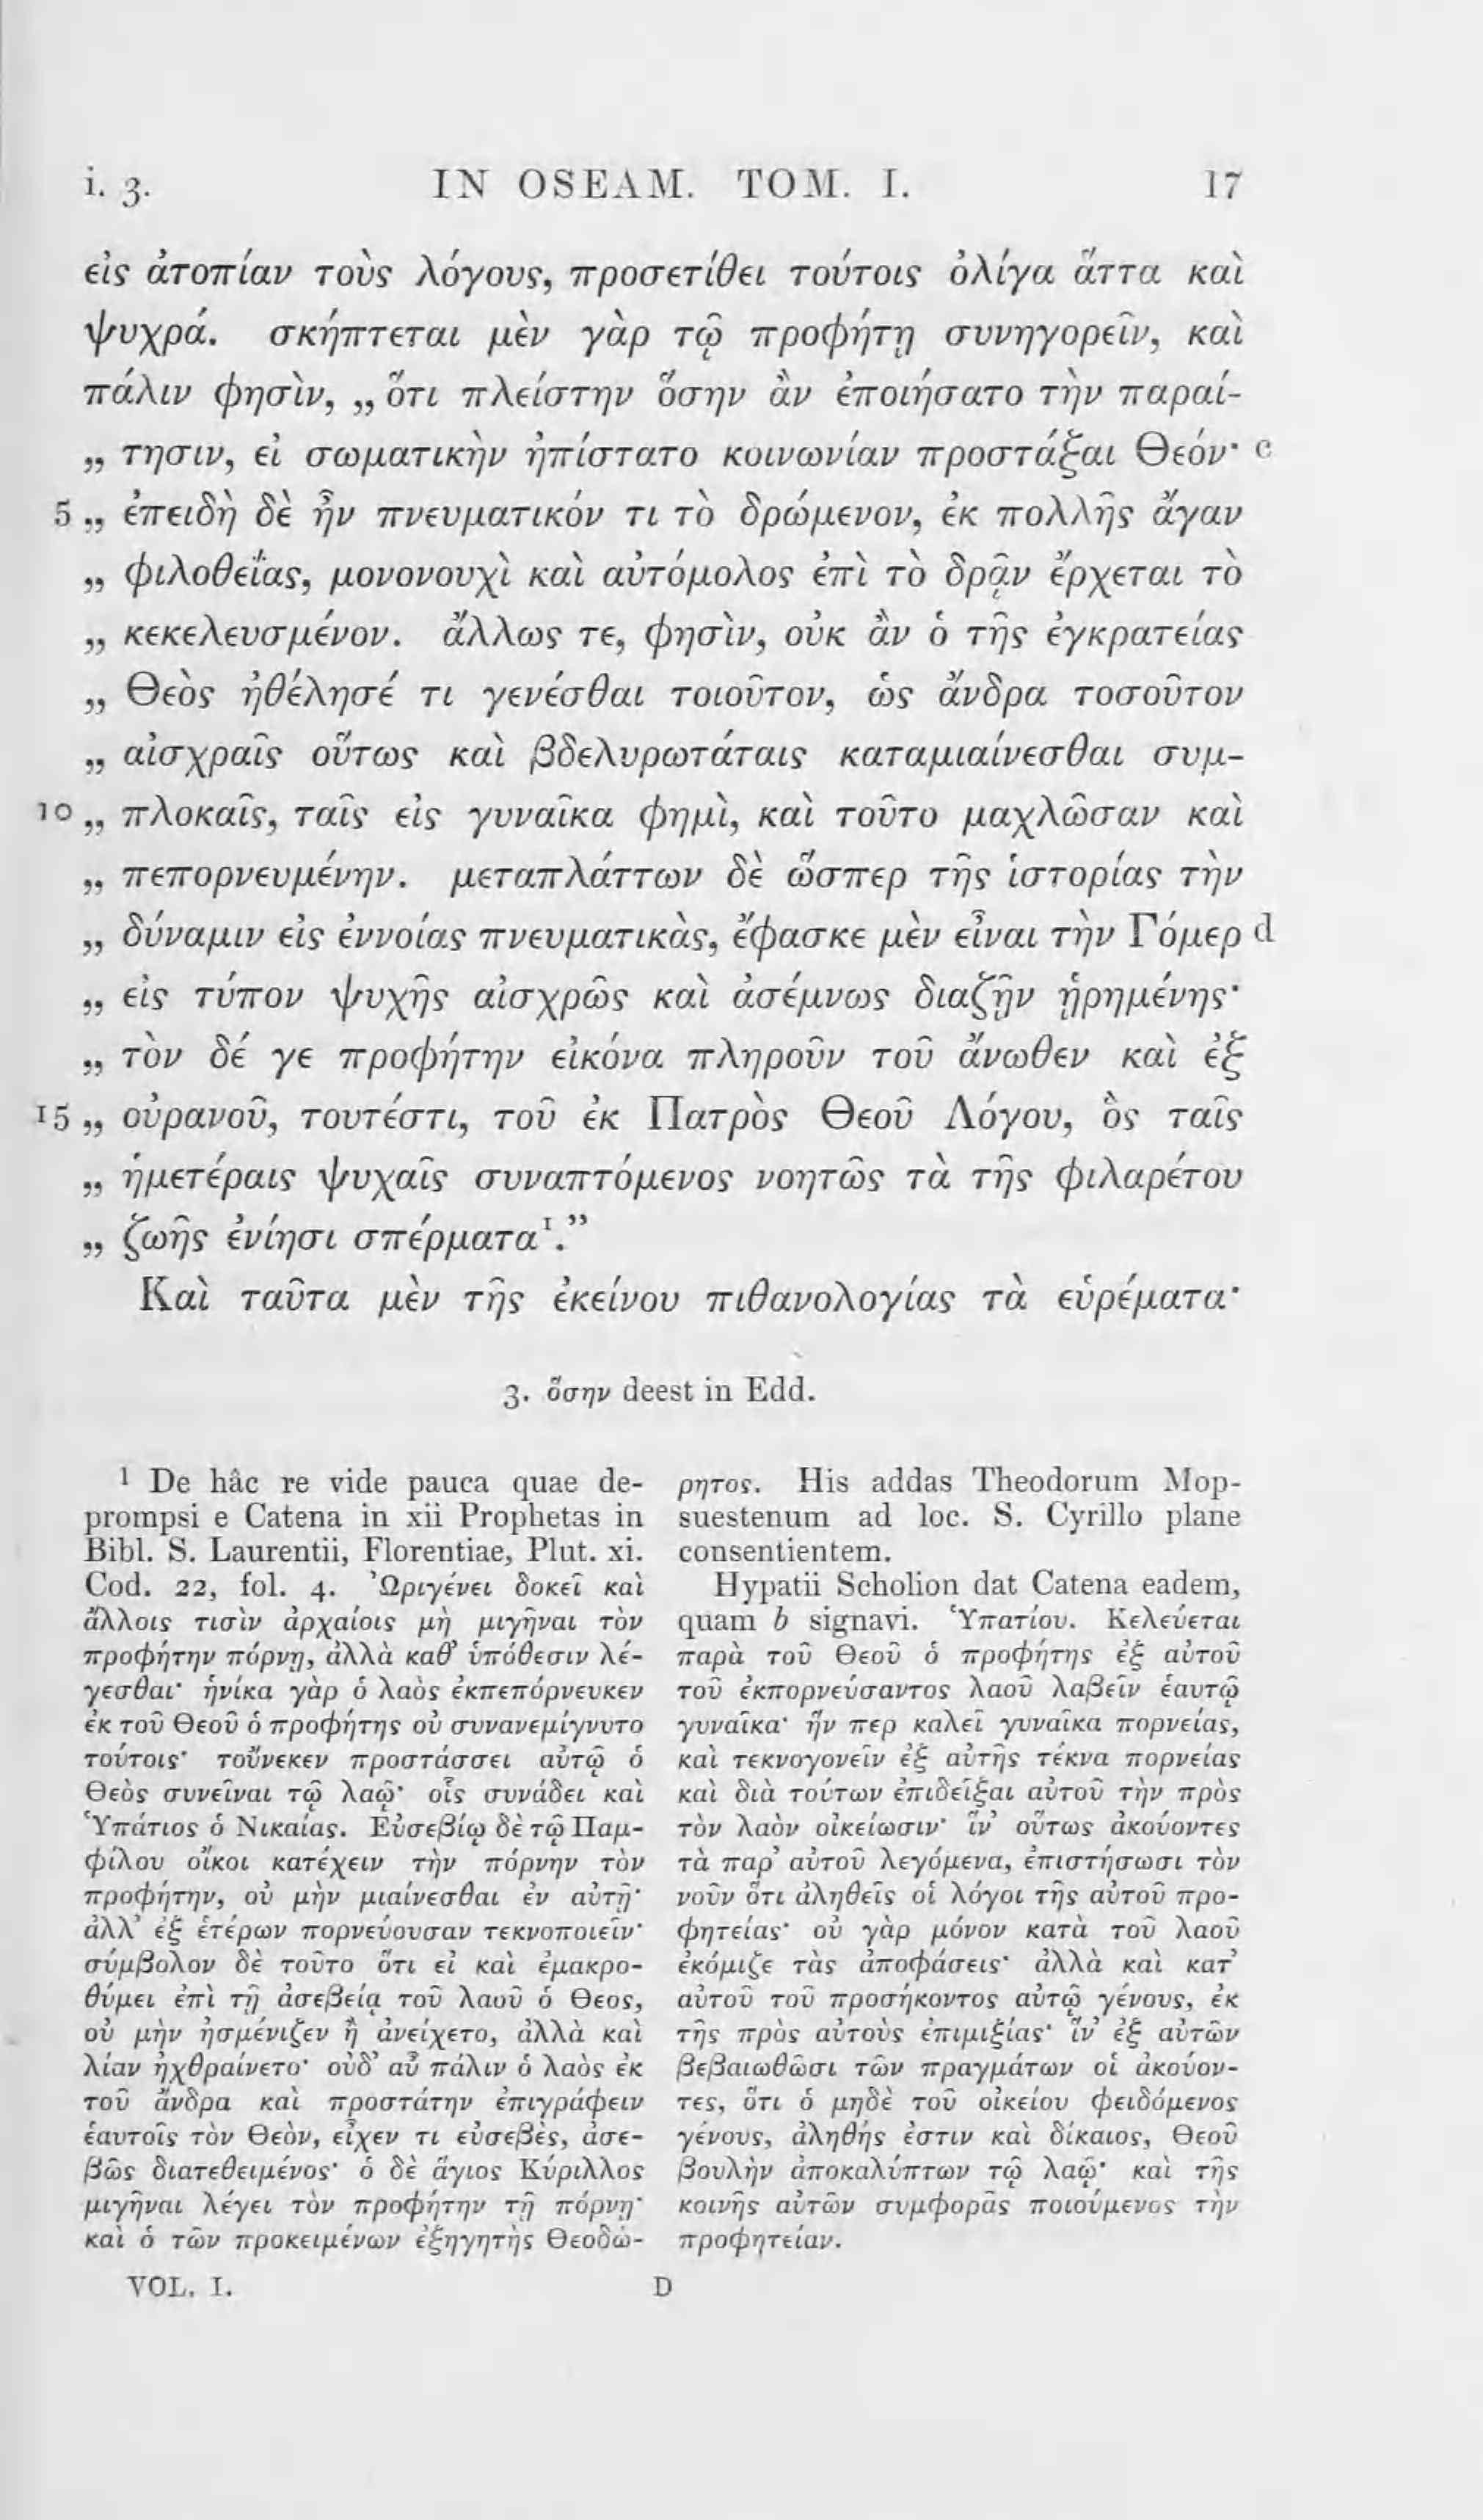 i. 3. IN OSEAM. TOM. I. 17
εἰς ἀτοπίαν τοὺς λόγους, προσετίθει τούτοις ὀλίγα ἄττα καὶ
ψυχρά. σκήπτεται μὲν γὰρ τῷ προφήτῃ συνηγορεῖν, καὶ
πάλιν φησὶν, „ὅτι πλείστην ὅσην ἂν ἐποιήσατο τὴν παραί-
„ τησιν, εἰ σωματικὴν ἠπίστατο κοινωνίαν προστάξαι Θεόν· c
5 „ ἐπειδὴ δὲ ἦν πνευματικόν τι τὸ δρώμενον, ἐκ πολλῆς ἄγαν
„ φιλοθεΐας, μονονουχὶ καὶ αὐτόμολος ἐπὶ τὸ δρᾷν ἔρχεται τὸ
„ κεκελευσμένον. ἄλλως τε, φησὶν, οὐκ ἂν ὁ τῆς ἐγκρατείας
„ Θεὸς ἠθέλησέ τι γενέσθαι τοιοῦτον, ὡς ἄνδρα τοσοῦτον
„ αἰσχραῖς οὕτως καὶ βδελυρωτάταις καταμιαίνεσθαι συμ-
10 „ πλοκαῖς, ταῖς εἰς γυναῖκα φημὶ, καὶ τοῦτο μαχλῶσαν καὶ
„ πεπορνευμένην. μεταπλάττων δὲ ὥσπερ τῆς ἱστορίας τὴν
„ δύναμιν εἰς ἐννοίας πνευματικὰς, ἔφασκε μὲν εἶναι τὴν Γόμερ d
„ εἰς τύπον ψυχῆς αἰσχρῶς καὶ ἀσέμνως διαζῇν ᾑρημένης·
„ τὸν δέ γε προφήτην εἰκόνα πληροῦν τοῦ ἄνωθεν καὶ ἐξ
15 „ οὐρανοῦ, τουτέστι, τοῦ ἐκ Πατρὸς Θεοῦ Λόγου, ὃς ταῖς
„ ἡμετέραις ψυχαῖς συναπτόμενος νοητῶς τὰ τῆς φιλαρέτου
„ ζωῆς ἐνίησι σπέρματα¹.”
Καὶ ταῦτα μὲν τῆς ἐκείνου πιθανολογίας τὰ εὑρέματα·
3. ὅσην deest in Edd.
¹ De hâc re vide pauca quae de-
prompsi e Catena in xii Prophetas in
Bibl. S. Laurentii, Florentiae, Plut. xi.
Cod. 22, fol. 4. Ὠριγένει δοκεῖ καὶ
ἄλλοις τισὶν ἀρχαίοις μὴ μιγῆναι τὸν
προφήτην πόρνῃ, ἀλλὰ καθ’ ὑπόθεσιν λέ-
γεσθαι· ἡνίκα γὰρ ὁ λαὸς ἐκπεπόρνευκεν
ἐκ τοῦ Θεοῦ ὁ προφήτης οὐ συνανεμίγνυτο
τούτοις· τοὔνεκεν προστάσσει αὐτῷ ὁ
Θεὸς συνεῖναι τῷ λαῷ· οἷς συνάδει καὶ
Ὑπάτιος ὁ Νικαίας. Εὐσεβίῳ δὲ τῷ Παμ-
φίλου οἴκοι κατέχειν τὴν πόρνην τὸν
προφήτην, οὐ μὴν μιαίνεσθαι ἐν αὐτῇ·
ἀλλ’ ἐξ ἑτέρων πορνεύουσαν τεκνοποιεῖν·
σύμβολον δὲ τοῦτο ὅτι εἰ καὶ ἐμακρο-
θύμει ἐπὶ τῇ ἀσεβείᾳ τοῦ λαοῦ ὁ Θεος,
οὐ μὴν ἠσμένιζεν ἢ ἀνείχετο, ἀλλὰ καὶ
λίαν ἠχθραίνετο· οὐδ’ αὖ πάλιν ὁ λαὸς ἐκ
τοῦ ἄνδρα καὶ προστάτην ἐπιγράφειν
ἑαυτοῖς τὸν Θεὸν, εἶχεν τι εὐσεβὲς, ἀσε-
βῶς διατεθειμένος· ὁ δὲ ἅγιος Κύριλλος
μιγῆναι λέγει τὸν προφήτην τῇ πόρνῃ·
καὶ ὁ τῶν προκειμένων ἐξηγητὴς Θεοδώ-
ρητος. His addas Theodorum Mop-
suestenum ad loc. S. Cyrillo plane
consentientem.
Hypatii Scholion dat Catena eadem,
quam b signavi. Ὑπατίου. Κελεύεται
παρὰ τοῦ Θεοῦ ὁ προφήτης ἐξ αὐτοῦ
τοῦ ἐκπορνεύσαντος λαοῦ λαβεῖν ἑαυτῷ
γυναῖκα· ἥν περ καλεῖ γυναῖκα πορνείας,
καὶ τεκνογονεῖν ἐξ αὐτῆς τέκνα πορνείας
καὶ διὰ τούτων ἐπιδεῖξαι αὐτοῦ τὴν πρὸς
τὸν λαὸν οἰκείωσιν· ἵν’ οὕτως ἀκούοντες
τὰ παρ’ αὐτοῦ λεγόμενα, ἐπιστήσωσι τὸν
νοῦν ὅτι ἀληθεῖς οἱ λόγοι τῆς αὐτοῦ προ-
φητείας· οὐ γὰρ μόνον κατὰ τοῦ λαοῦ
ἐκόμιζε τὰς ἀποφάσεις· ἀλλὰ καὶ κατ’
αὐτοῦ τοῦ προσήκοντος αὐτῷ γένους, ἐκ
τῆς πρὸς αὐτοὺς ἐπιμιξίας· ἵν’ ἐξ αὐτῶν
βεβαιωθῶσι τῶν πραγμάτων οἱ ἀκούον-
τες, ὅτι ὁ μηδὲ τοῦ οἰκείου φειδόμενος
γένους, ἀληθής ἐστιν καὶ δίκαιος, Θεοῦ
βουλὴν ἀποκαλύπτων τῷ λαῷ· καὶ τῆς
κοινῆς αὐτῶν συμφορᾶς ποιούμενος τὴν
προφητείαν.
VOL. I. D